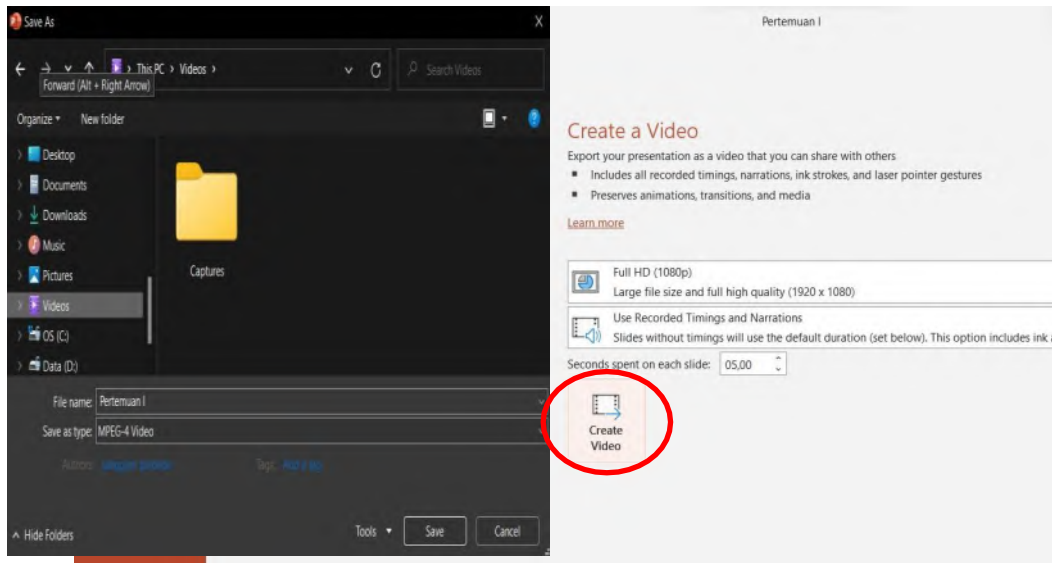 Save As
X
This PC > Videos >
Search Videos
Forward (Alt + Right Arrow)
Organize
New folder
Desktop
Documents
Downloads
Music
Pictures
Videos
OS (C:)
Data (D:)
Captures
File name: Pertemuan I
Save as type: MPEG-4 Video
Authors:
Tags: Add a tag
Hide Folders
Tools
Save
Cancel
Pertemuan I
Create a Video
Export your presentation as a video that you can share with others
Includes all recorded timings, narrations, ink strokes, and laser pointer gestures
Preserves animations, transitions, and media
Learn more
Full HD (1080p)
Large file size and full high quality (1920 x 1080)
Use Recorded Timings and Narrations
Slides without timings will use the default duration (set below). This option includes ink
Seconds spent on each slide: 05,00
Create
Video